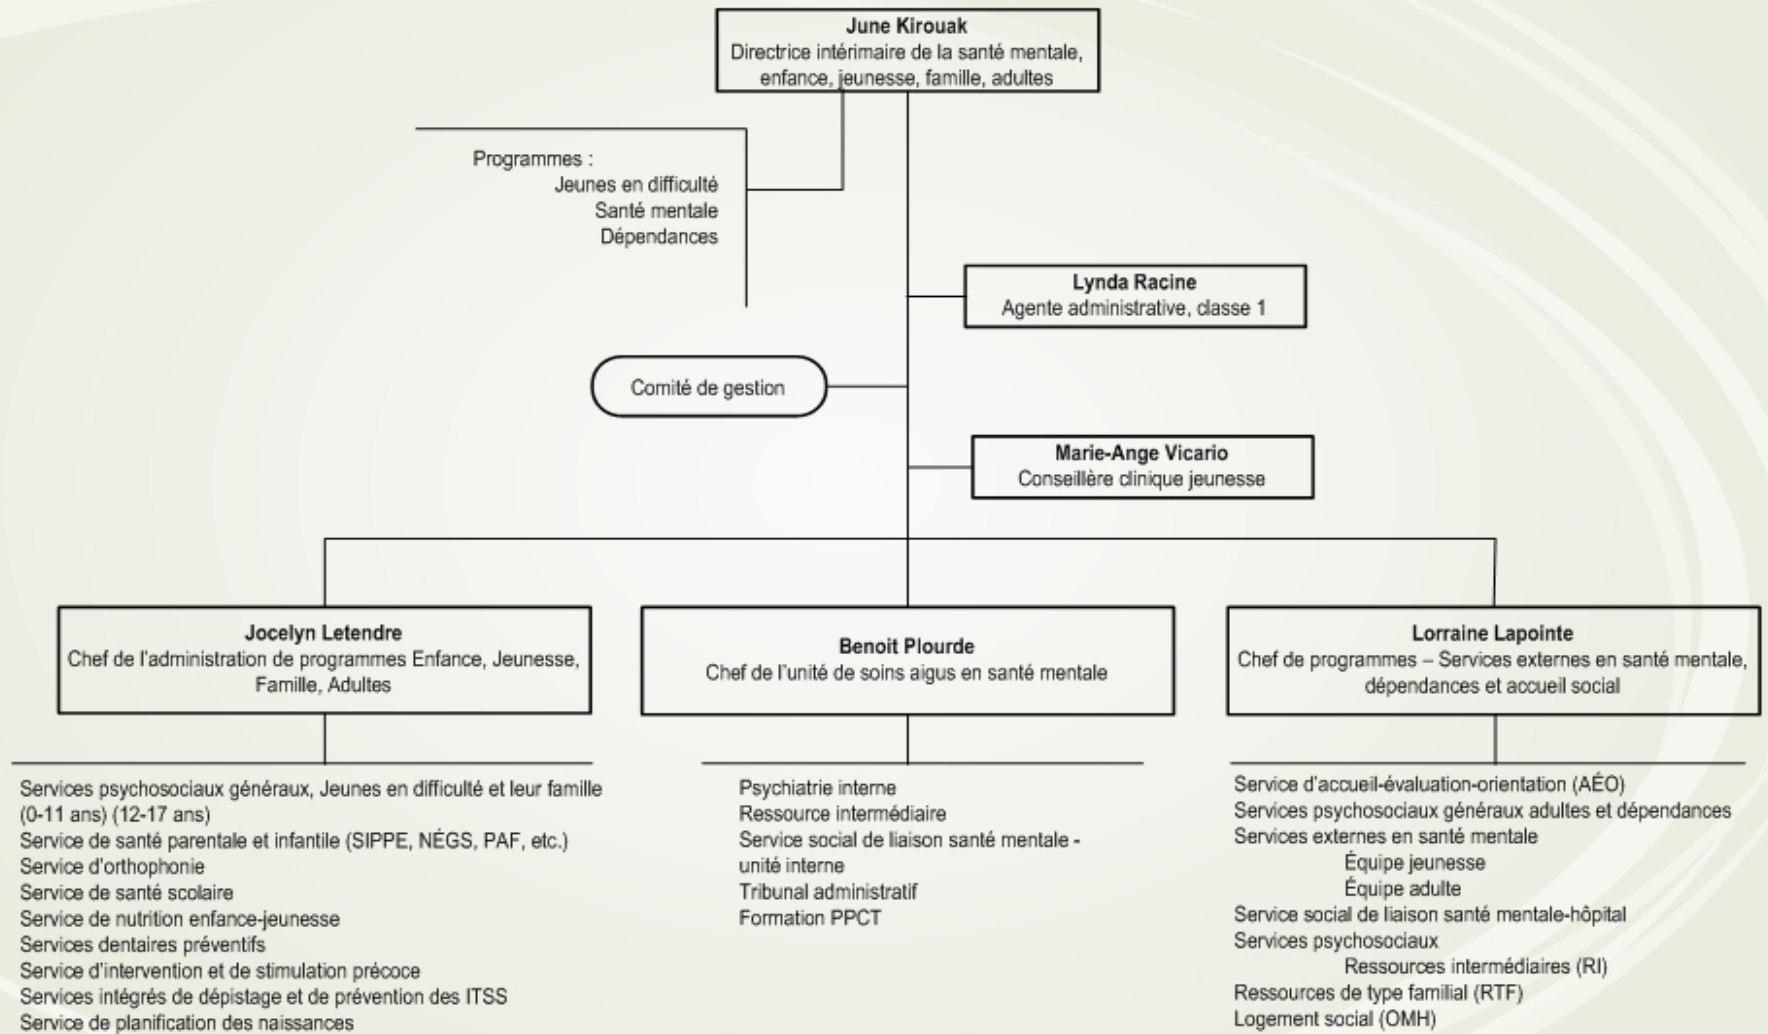 June Kirouak
Directrice intérimaire de la santé mentale,
enfance, jeunesse, famille, adultes
Programmes :
Jeunes en difficulté
Santé mentale
Dépendances
Lynda Racine
Agente administrative, classe 1
Comité de gestion
Marie-Ange Vicario
Conseillère clinique jeunesse
Jocelyn Letendre
Chef de l'administration de programmes Enfance, Jeunesse,
Famille, Adultes
Benoit Plourde
Chef de l'unité de soins aigus en santé mentale
Lorraine Lapointe
Chef de programmes – Services externes en santé mentale,
dépendances et accueil social
Services psychosociaux généraux, Jeunes en difficulté et leur famille
(0-11 ans) (12-17 ans)
Service de santé parentale et infantile (SIPPE, NÉGS, PAF, etc.)
Service d'orthophonie
Service de santé scolaire
Service de nutrition enfance-jeunesse
Services dentaires préventifs
Service d'intervention et de stimulation précoce
Services intégrés de dépistage et de prévention des ITSS
Service de planification des naissances
Psychiatrie interne
Ressource intermédiaire
Service social de liaison santé mentale -
unité interne
Tribunal administratif
Formation PPCT
Service d'accueil-évaluation-orientation (AÉO)
Services psychosociaux généraux adultes et dépendances
Services externes en santé mentale
Équipe jeunesse
Équipe adulte
Service social de liaison santé mentale-hôpital
Services psychosociaux
Ressources intermédiaires (RI)
Ressources de type familial (RTF)
Logement social (OMH)